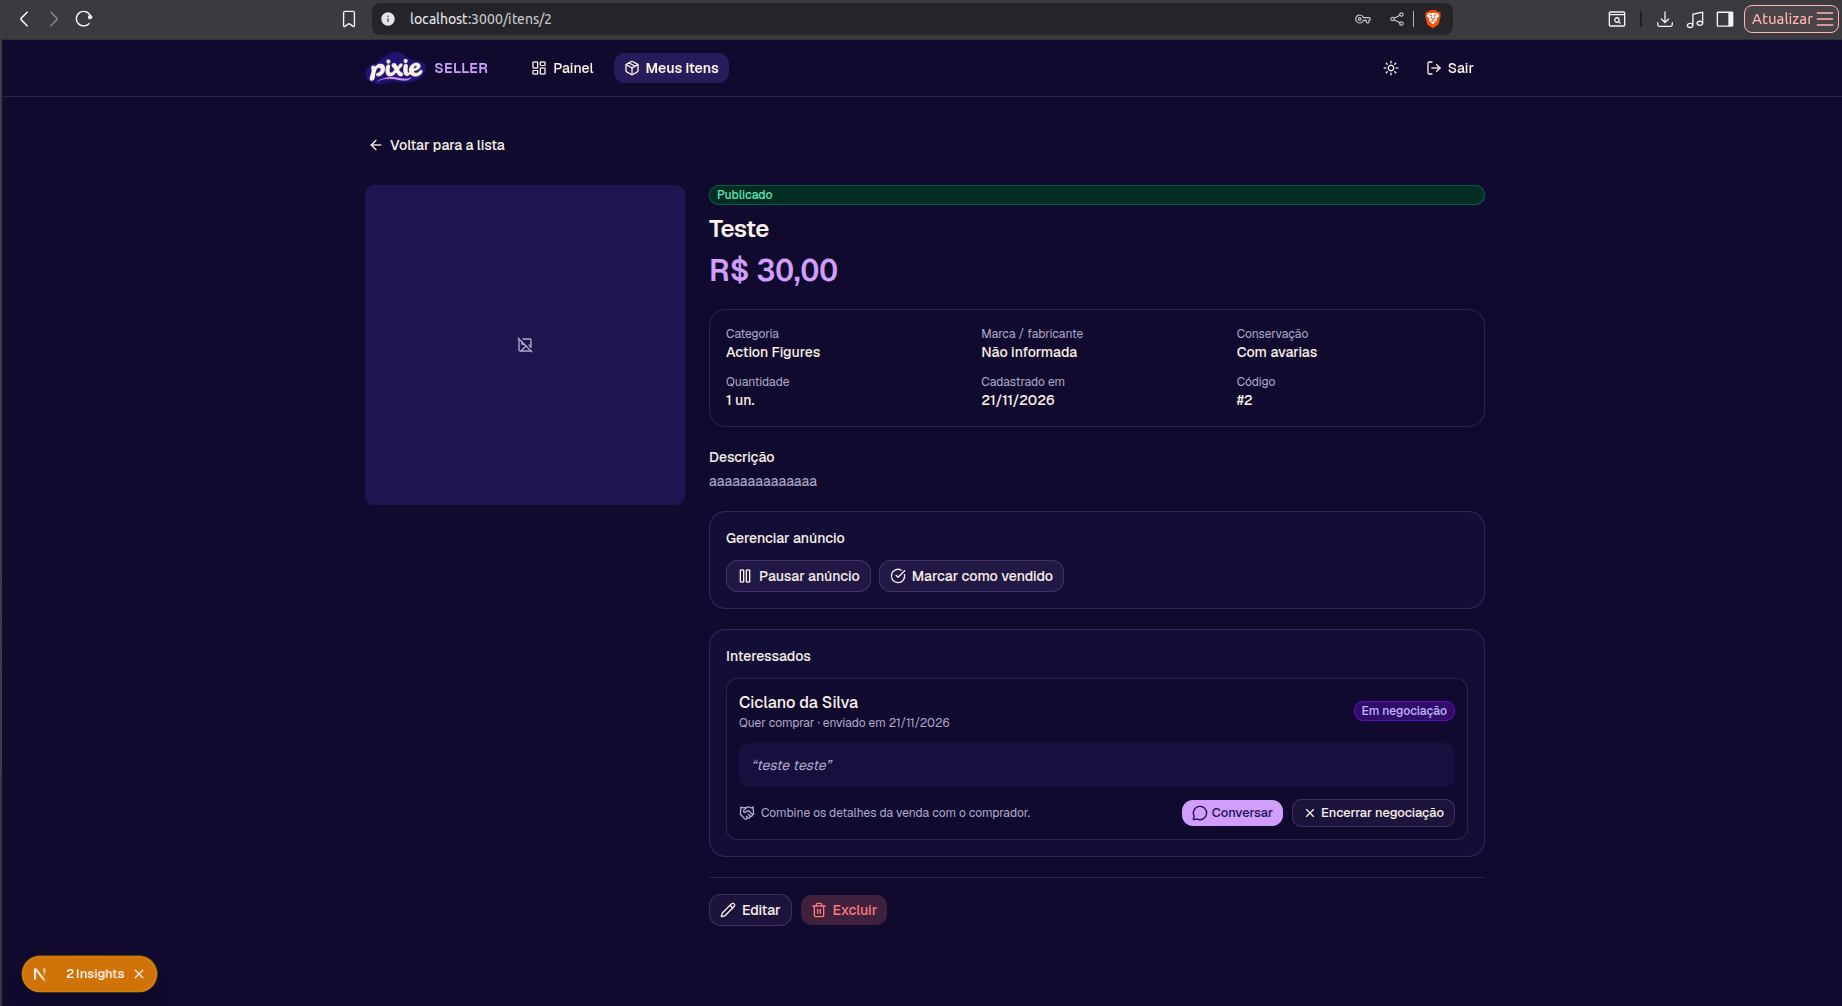 localhost:3000/itens/2
Atualizar
pixie SELLER
Painel
Meus itens
Sair
Voltar para a lista
Publicado
Teste
R$ 30,00
Categoria
Action Figures
Marca / fabricante
Não informada
Conservação
Com avarias
Quantidade
1 un.
Cadastrado em
21/11/2026
Código
#2
Descrição
aaaaaaaaaaaaaa
Gerenciar anúncio
Pausar anúncio
Marcar como vendido
Interessados
Ciclano da Silva
Quer comprar · enviado em 21/11/2026
Em negociação
“teste teste”
Combine os detalhes da venda com o comprador.
Conversar
Encerrar negociação
Editar
Excluir
N 2 Insights